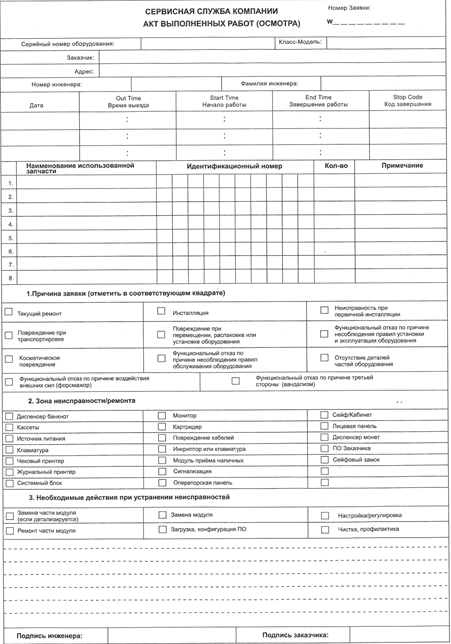 СЕРВИСНАЯ СЛУЖБА КОМПАНИИ
АКТ ВЫПОЛНЕННЫХ РАБОТ (ОСМОТРА)
Номер Заявки:
W_ _ _ _ _ _ _ _ _
Серийный номер оборудования:
Класс-Модель:
Заказчик:
Адрес:
Номер инженера:
Фамилия инженера:
Дата
Out Time
Время выезда
Start Time
Начало работы
End Time
Завершение работы
Stop Code
Код завершения
: : :
: : :
: : :
Наименование использованной
запчасти
Идентификационный номер
Кол-во
Примечание
1.
2.
3.
4.
5.
6.
7.
8.
1.Причина заявки (отметить в соответствующем квадрате)
Текущий ремонт
Инсталляция
Неисправность при
первичной инсталляции
Повреждение при
транспортировке
Повреждение при
перемещении, распаковке или
установке оборудования
Функциональный отказ по причине
несоблюдения правил установки
и эксплуатации оборудования
Косметическое
повреждение
Функциональный отказ по
причине несоблюдения правил
обслуживания оборудования
Отсутствие деталей
частей оборудования
Функциональный отказ по причине воздействия
внешних сил (форсмажор)
Функциональный отказ по причине третьей
стороны (вандализм)
2. Зона неисправности/ремонта
Диспенсер банкнот
Монитор
Сейф/Кабинет
Кассеты
Картридер
Лицевая панель
Источник питания
Повреждение кабелей
Диспенсер монет
Клавиатура
Инкриптор или клавиатура
ПО Заказчика
Чековый принтер
Модуль приёма наличных
Сейфовый замок
Журнальный принтер
Сигнализация
Системный блок
Операторская панель
3. Необходимые действия при устранении неисправностей
Замена части модуля
(если детализируется)
Замена модуля
Настройка/регулировка
Ремонт части модуля
Загрузка, конфигурация ПО
Чистка, профилактика
Подпись инженера:
Подпись заказчика: